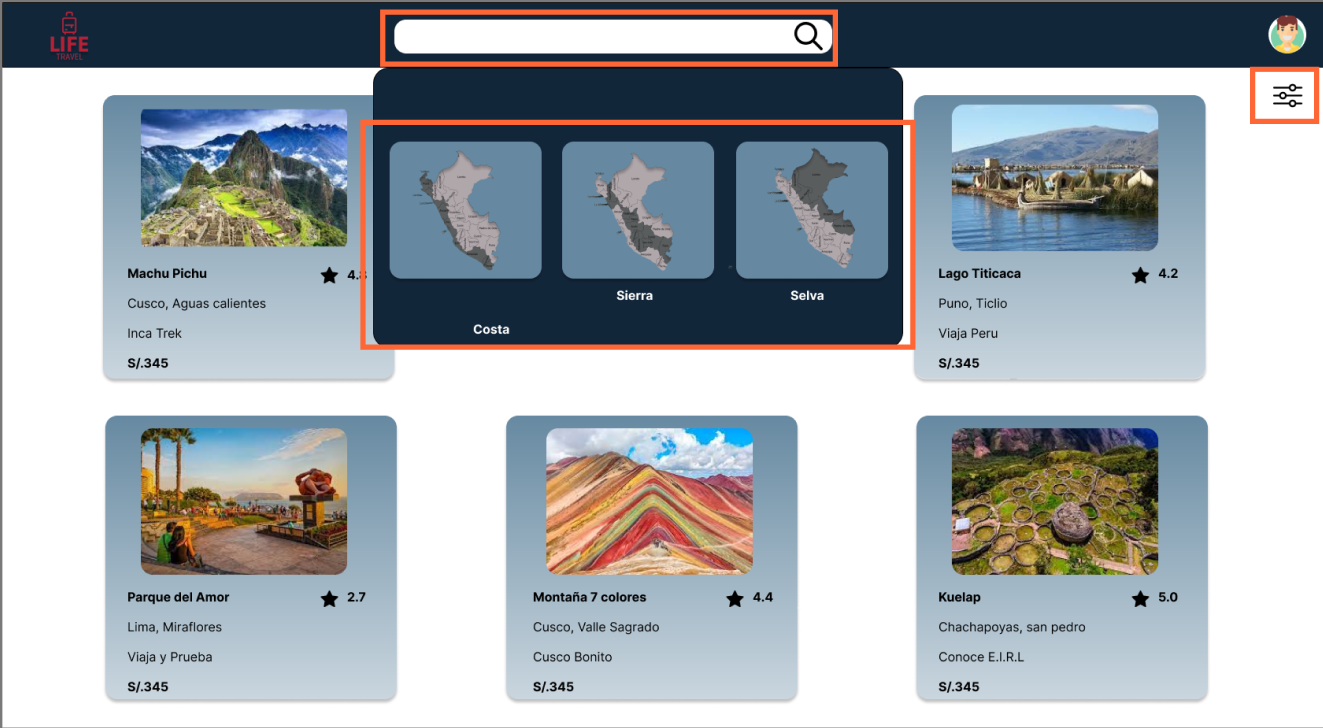 LIFE
TRAVEL
Sierra
Selva
Costa
Machu Pichu
4.8
Cusco, Aguas calientes
Inca Trek
S/.345
Lago Titicaca
4.2
Puno, Ticlio
Viaja Peru
S/.345
Parque del Amor
2.7
Lima, Miraflores
Viaja y Prueba
S/.345
Montaña 7 colores
4.4
Cusco, Valle Sagrado
Cusco Bonito
S/.345
Kuelap
5.0
Chachapoyas, san pedro
Conoce E.I.R.L
S/.345